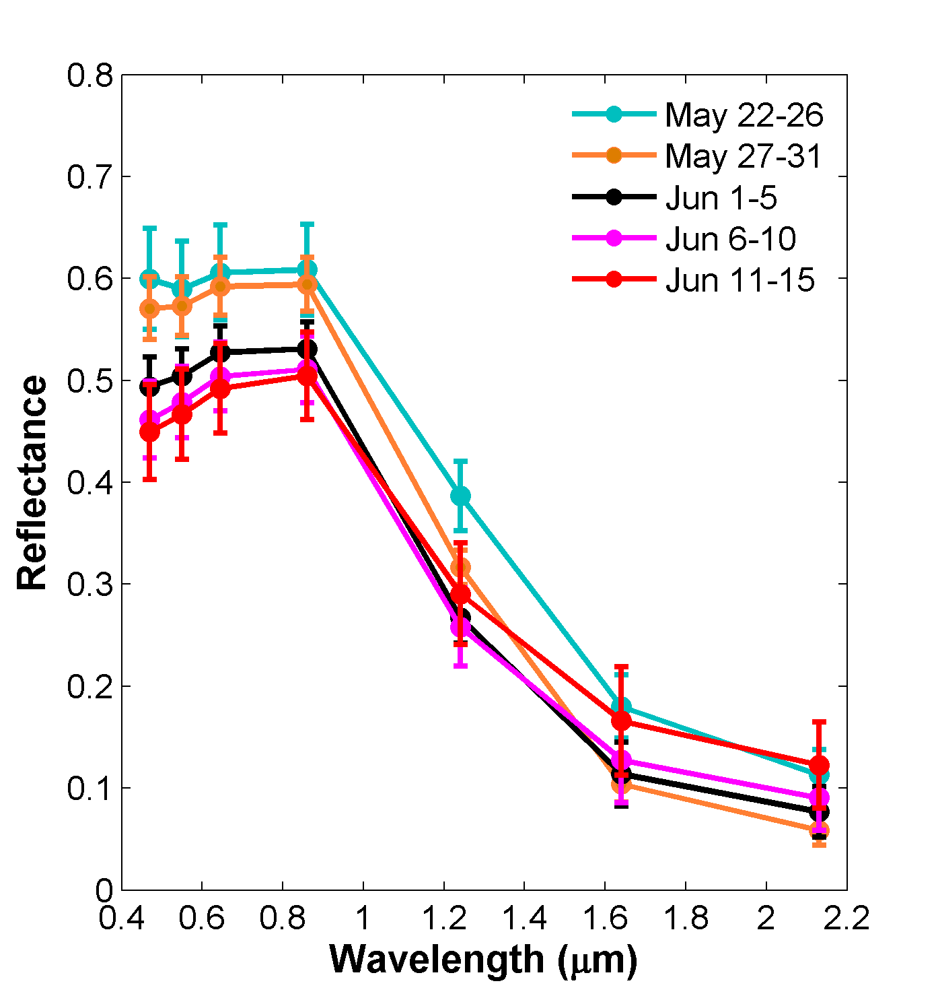 0.8
0.7
0.6
0.5
0.4
0.3
0.2
0.1
0
Reflectance
May 22-26
May 27-31
Jun 1-5
Jun 6-10
Jun 11-15
0.4 0.6 0.8 1 1.2 1.4 1.6 1.8 2 2.2
Wavelength (μm)